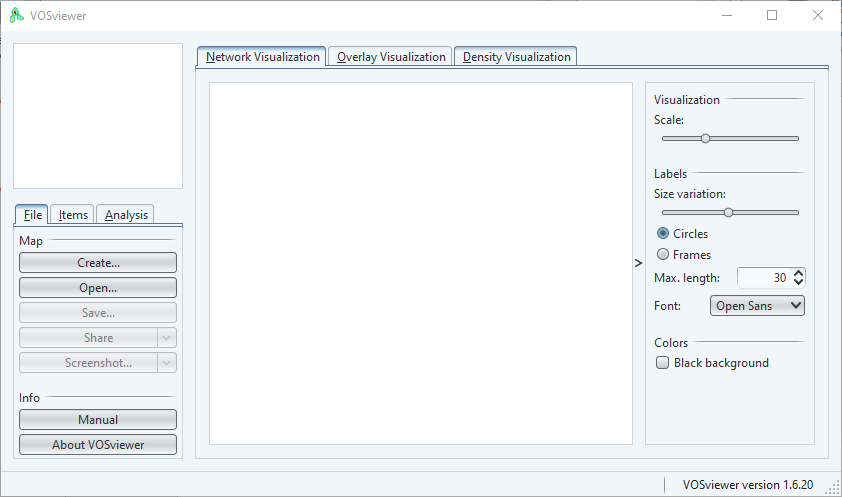 VOSviewer
Network Visualization
Overlay Visualization
Density Visualization
File
Items
Analysis
Map
Create...
Open...
Save...
Share
Screenshot...
Info
Manual
About VOSviewer
>
Visualization
Scale:
Labels
Size variation:
Circles
Frames
Max. length: 30
Font: Open Sans
Colors
Black background
VOSviewer version 1.6.20